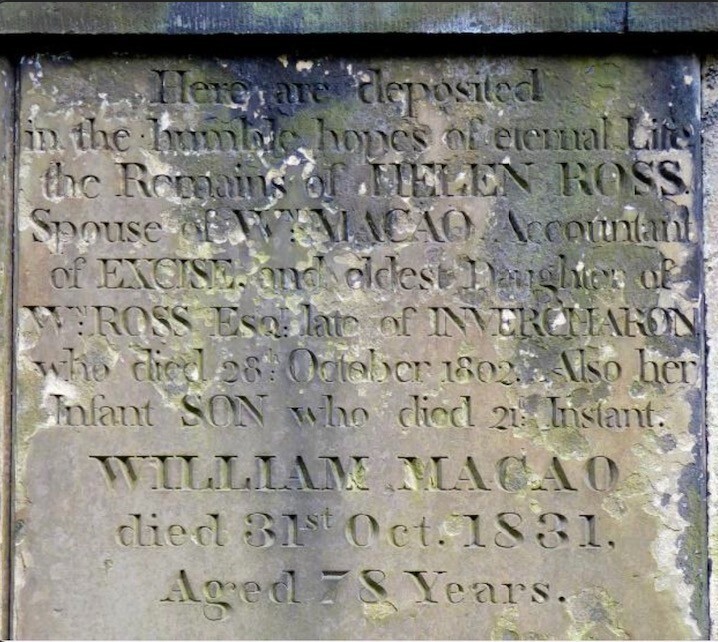 Here are deposited
in the humble hopes of eternal Life
the Remains of HELEN ROSS.
Spouse of Wm. MACAO Accountant
of EXCISE, and oldest Daughter of
Wm. ROSS Esqr. late of INVERCHARON
who died 28th. October 1802. Also her
Infant SON who died 21st. Instant.
WILLIAM MACAO
died 31st Oct. 1831.
Aged 78 Years.